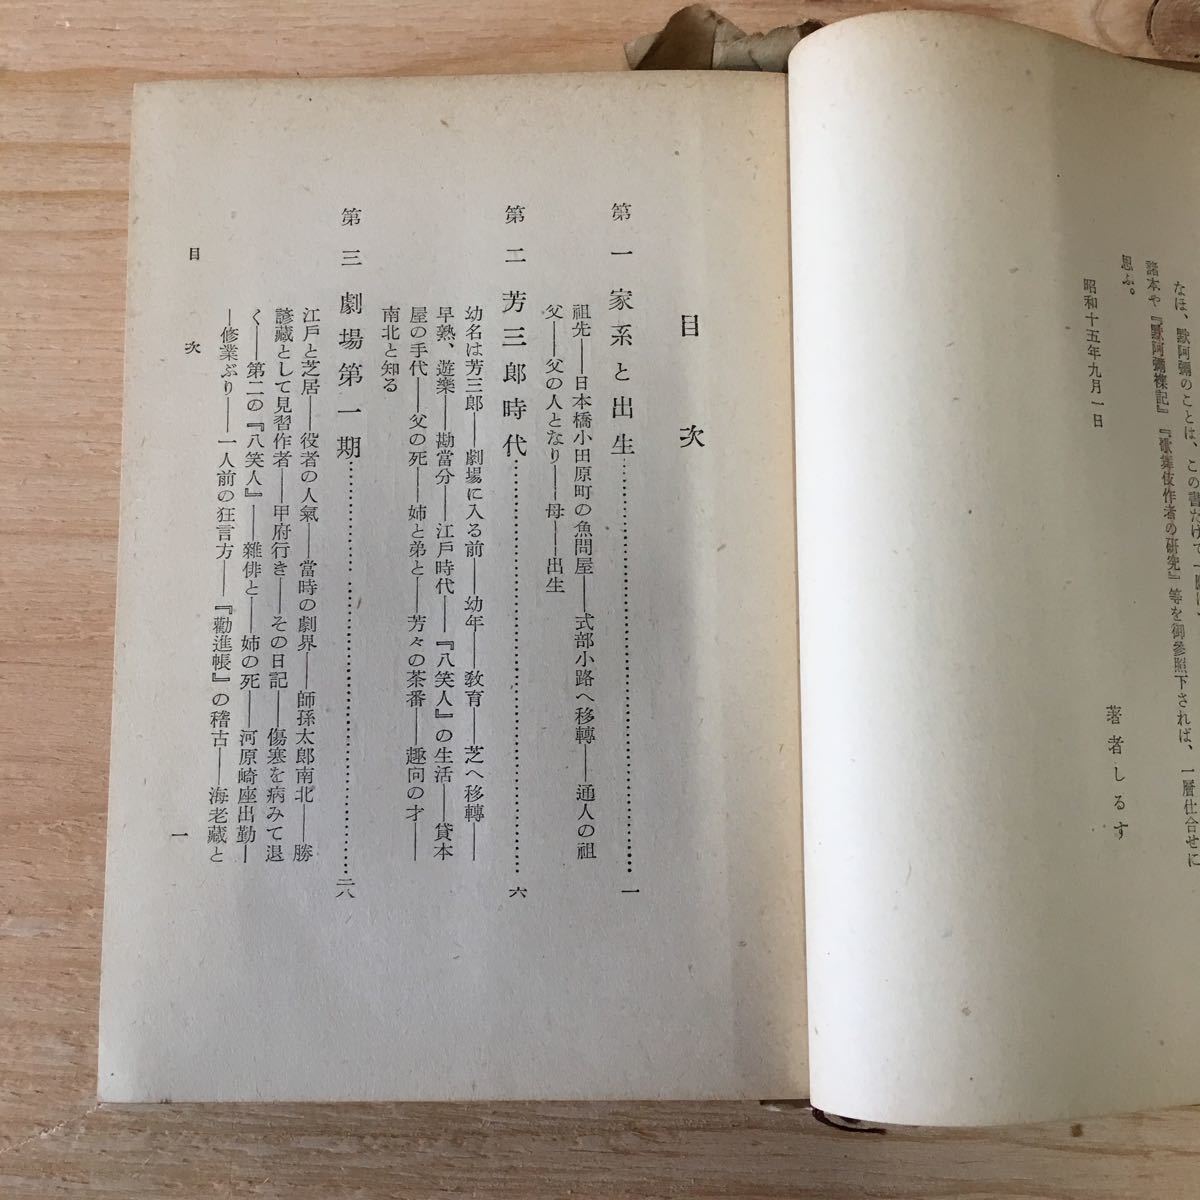 なほ、默阿彌のことは、この書だけで一應は
諸本や『默阿彌襍記』『歌舞伎作者の研究』等を御參照下されば、一層仕合せに
思ふ。
昭和十五年九月一日
著者しるす
目次
第一 家系と出生 一
祖先――日本橋小田原町の魚問屋――式部小路へ移轉――通人の祖
父――父の人となり――母――出生
第二 芳三郎時代 六
幼名は芳三郎――劇場に入る前――幼年――敎育――芝へ移轉――
早熟、遊樂――勘當分――江戶時代――『八笑人』の生活――貸本
屋の手代――父の死――姉と弟と――芳々の茶番――趣向の才――
南北と知る
第三 劇場第一期 二八
江戶と芝居――役者の人氣――當時の劇界――師孫太郎南北――勝
諺藏として見習作者――甲府行き――その日記――傷寒を病みて退
く――第二の『八笑人』――雜俳と――姉の死――河原崎座出勤―
―修業ぶり――一人前の狂言方――『勸進帳』の稽古――海老藏と
目次
一